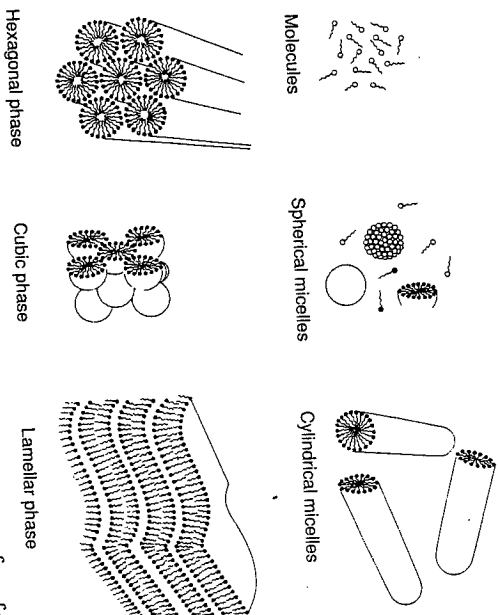 Molecules
Spherical micelles
Cylindrical micelles
Hexagonal phase
Cubic phase
Lamellar phase